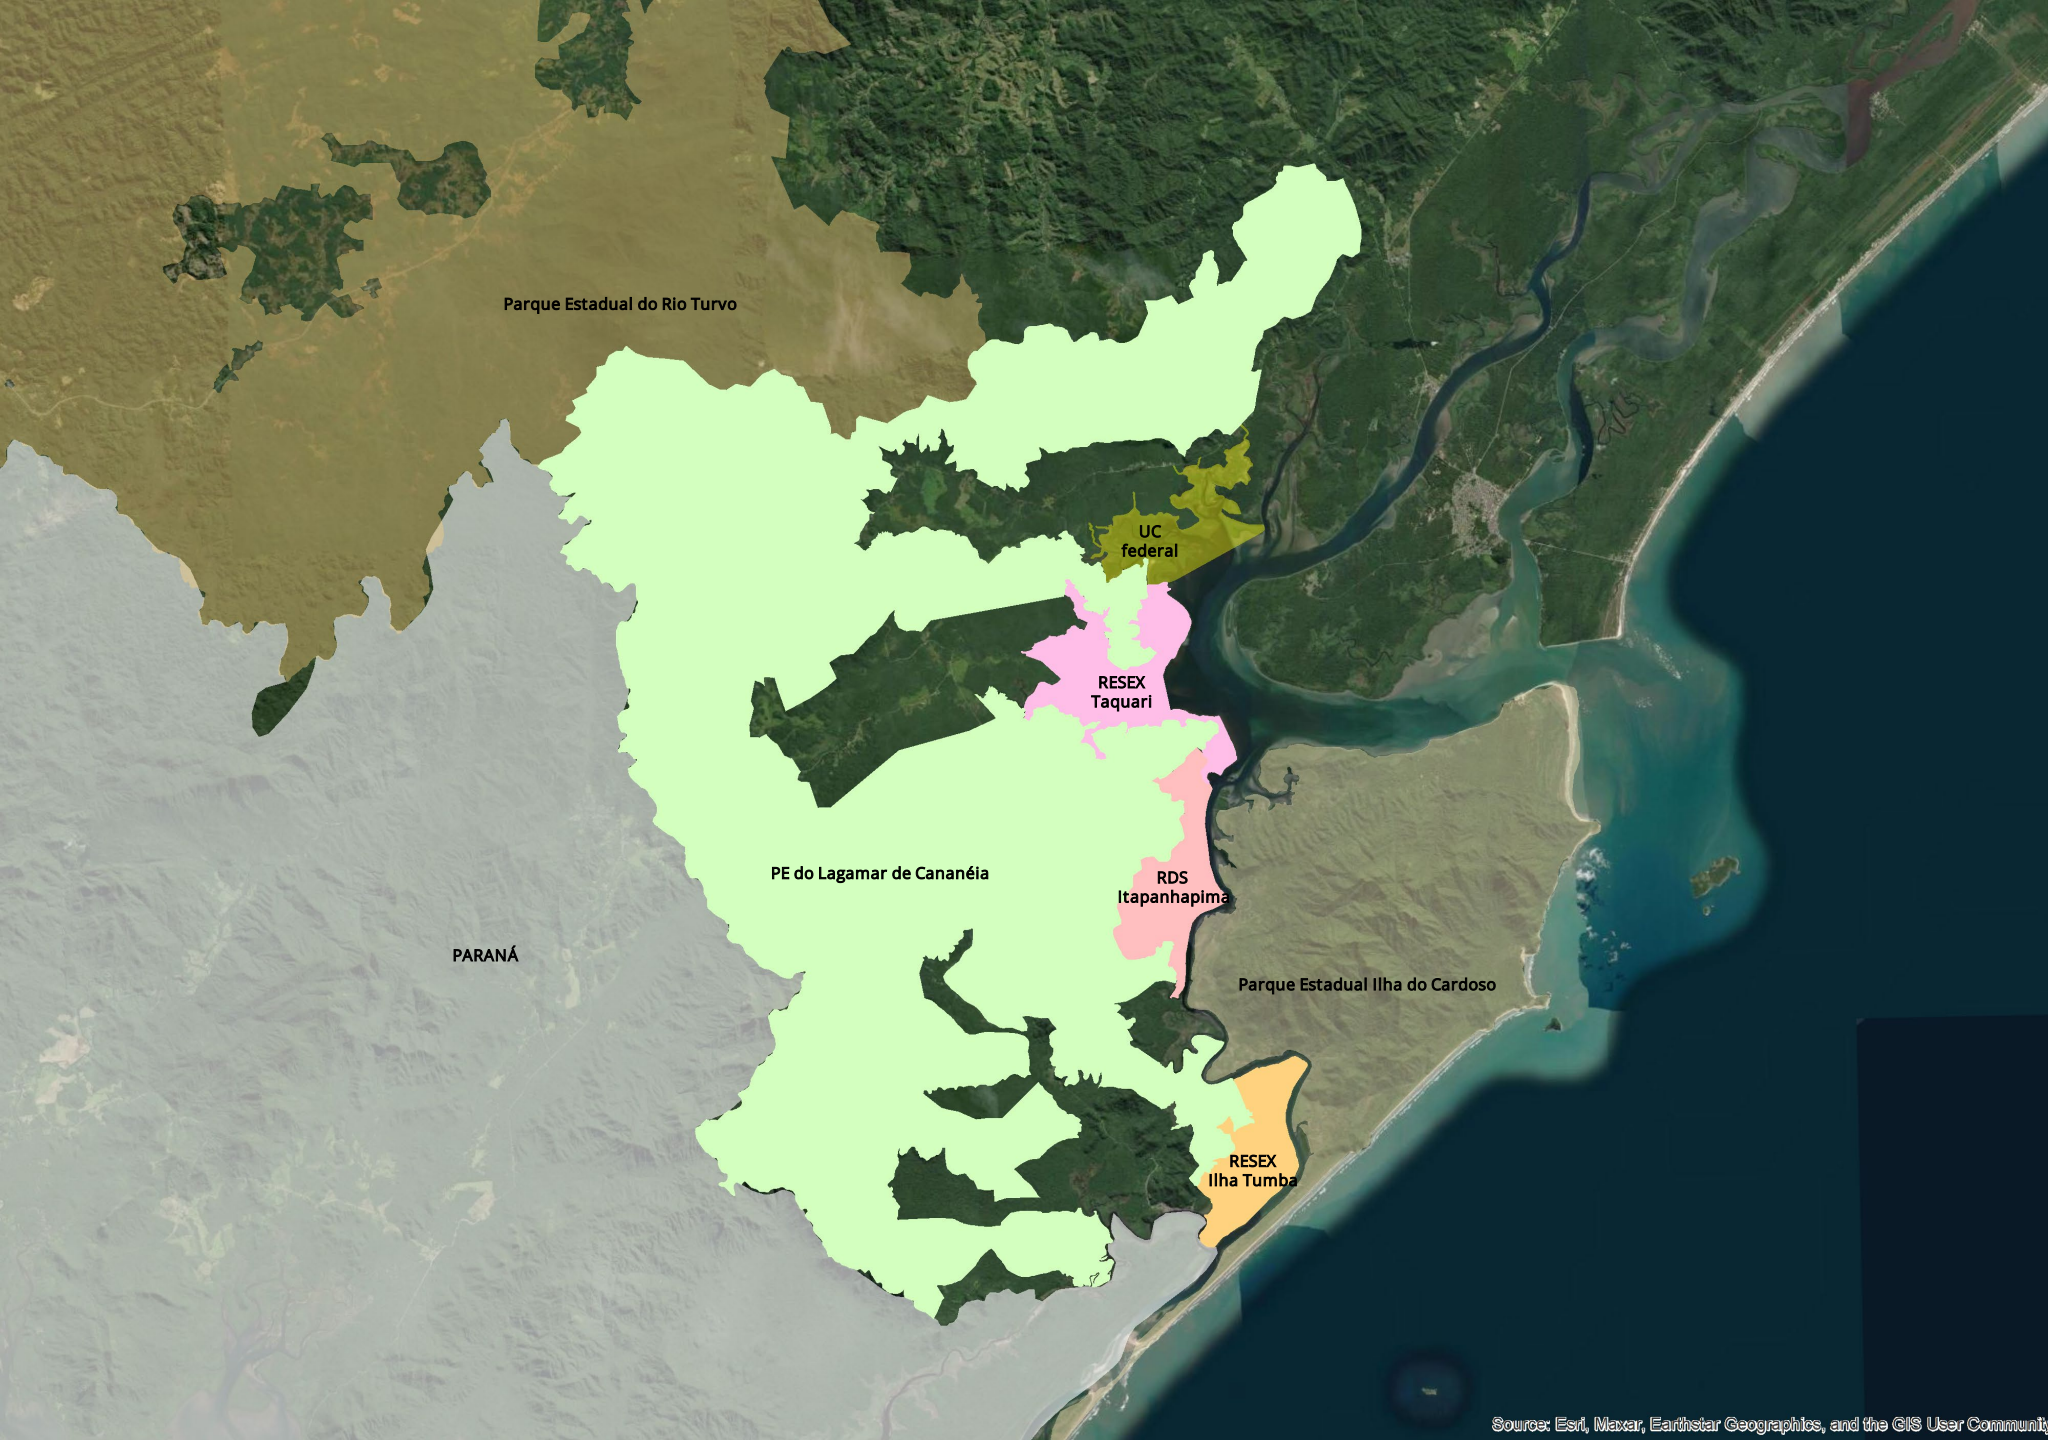 Parque Estadual do Rio Turvo
UC
federal
RESEX
Taquari
PE do Lagamar de Cananéia
RDS
Itapanhapima
PARANÁ
Parque Estadual Ilha do Cardoso
RESEX
Ilha Tumba
Source: Esri, Maxar, Earthstar Geographics, and the GIS User Community